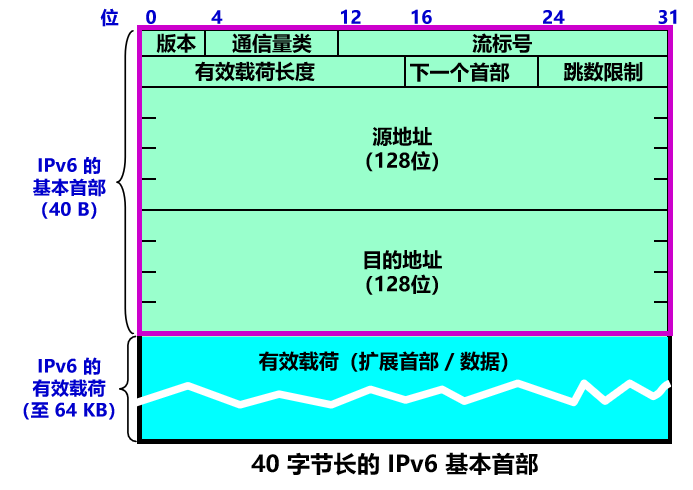 位 0 4 12 16 24 31
版本 通信量类 流标号
有效载荷长度 下一个首部 跳数限制
源地址
（128位）
IPv6 的
基本首部
（40 B）
目的地址
（128位）
IPv6 的
有效载荷
（至 64 KB）
有效载荷（扩展首部 / 数据）
40 字节长的 IPv6 基本首部